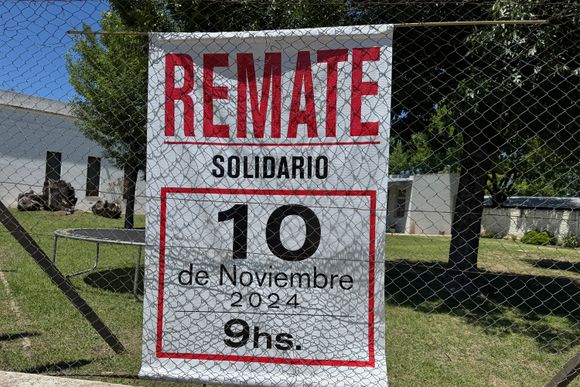 REMATE
SOLIDARIO
10
de Noviembre
2024
9hs.